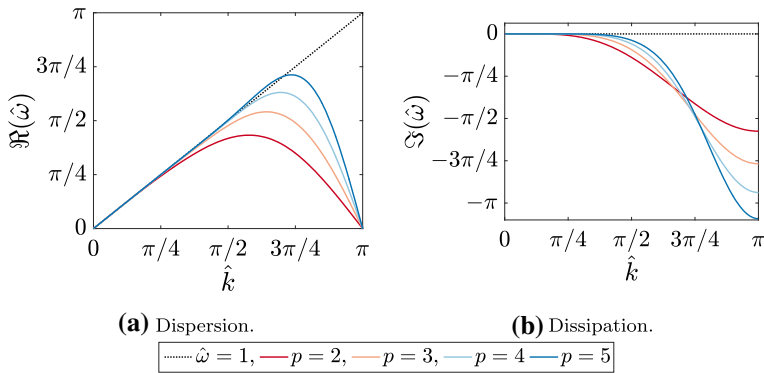 π
3π/4
π/2
π/4
0
ℜ(ω̂)
0 π/4 π/2 3π/4 π
k̂
0
−π/4
−π/2
−3π/4
−π
ℑ(ω̂)
0 π/4 π/2 3π/4 π
k̂
(a) Dispersion.
(b) Dissipation.
ω̂ = 1, p = 2, p = 3, p = 4 p = 5